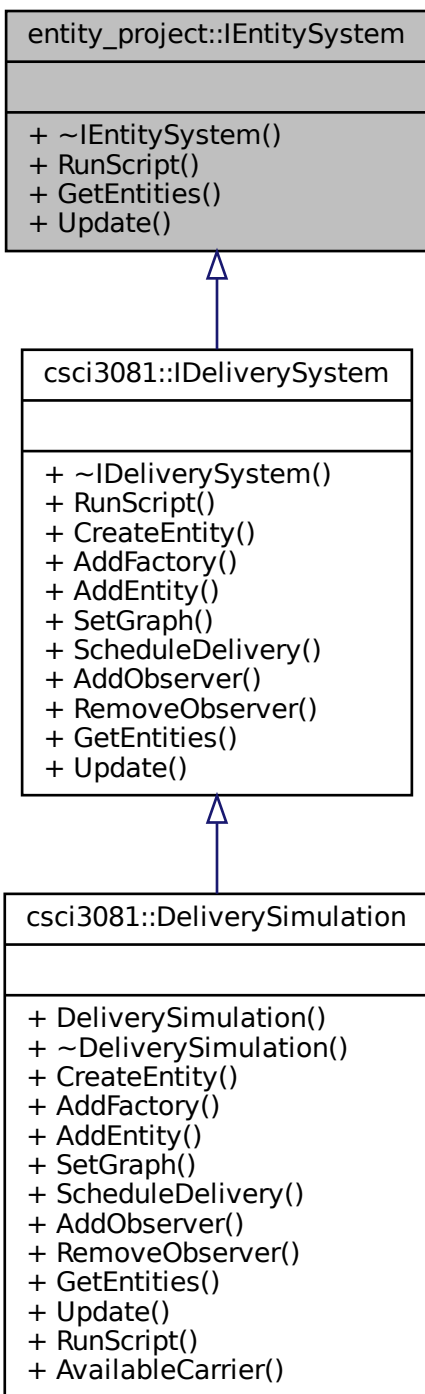 entity_project::IEntitySystem
+ ~IEntitySystem()
+ RunScript()
+ GetEntities()
+ Update()
csci3081::IDeliverySystem
+ ~IDeliverySystem()
+ RunScript()
+ CreateEntity()
+ AddFactory()
+ AddEntity()
+ SetGraph()
+ ScheduleDelivery()
+ AddObserver()
+ RemoveObserver()
+ GetEntities()
+ Update()
csci3081::DeliverySimulation
+ DeliverySimulation()
+ ~DeliverySimulation()
+ CreateEntity()
+ AddFactory()
+ AddEntity()
+ SetGraph()
+ ScheduleDelivery()
+ AddObserver()
+ RemoveObserver()
+ GetEntities()
+ Update()
+ RunScript()
+ AvailableCarrier()